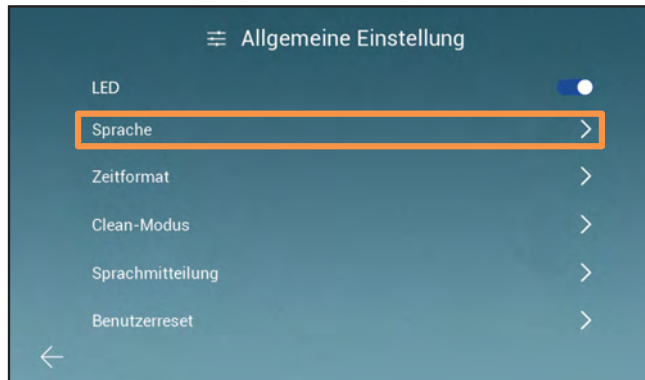 Allgemeine Einstellung
LED
Sprache
Zeitformat
Clean-Modus
Sprachmitteilung
Benutzerreset